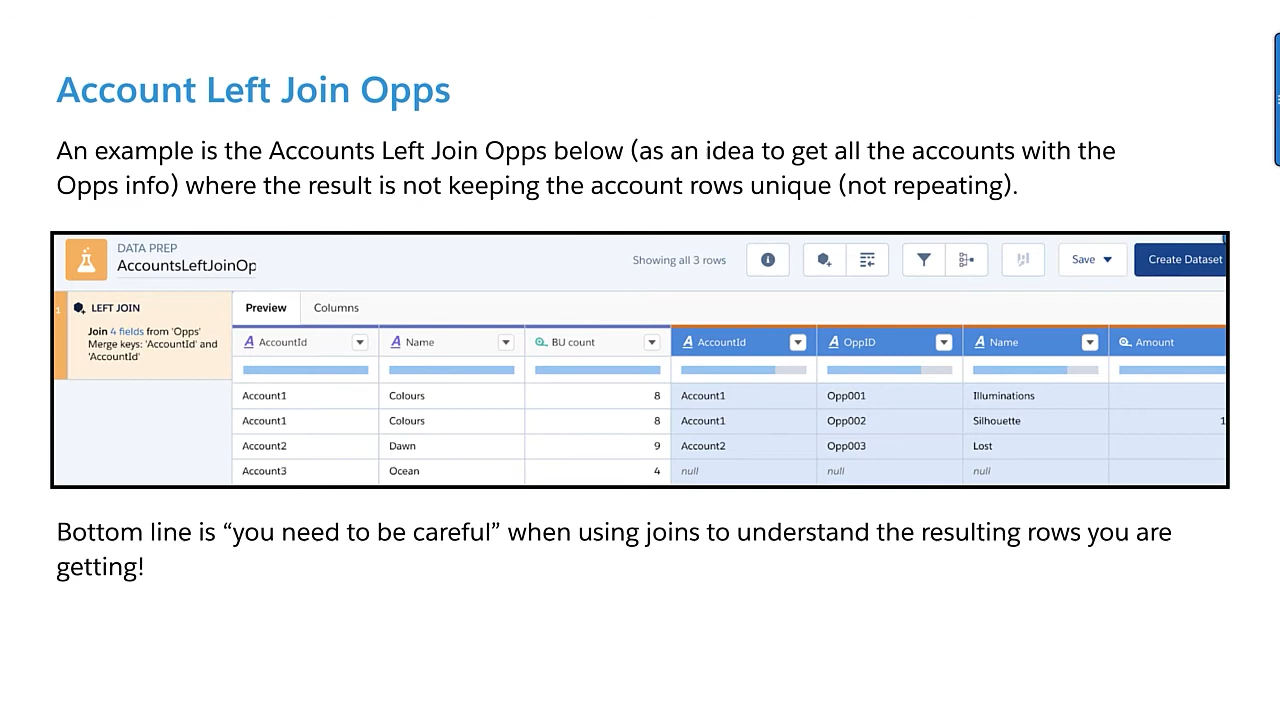 Account Left Join Opps
An example is the Accounts Left Join Opps below (as an idea to get all the accounts with the
Opps info) where the result is not keeping the account rows unique (not repeating).
DATA PREP
AccountsLeftJoinOp
Showing all 3 rows
Save
Create Dataset
1
LEFT JOIN
Join 4 fields from 'Opps'
Merge keys: 'AccountId' and
'AccountId'
Preview Columns
AccountId Name BU count AccountId OppID Name Amount
Account1 Colours 8 Account1 Opp001 Illuminations
Account1 Colours 8 Account1 Opp002 Silhouette 1
Account2 Dawn 9 Account2 Opp003 Lost
Account3 Ocean 4 null null null
Bottom line is “you need to be careful” when using joins to understand the resulting rows you are
getting!